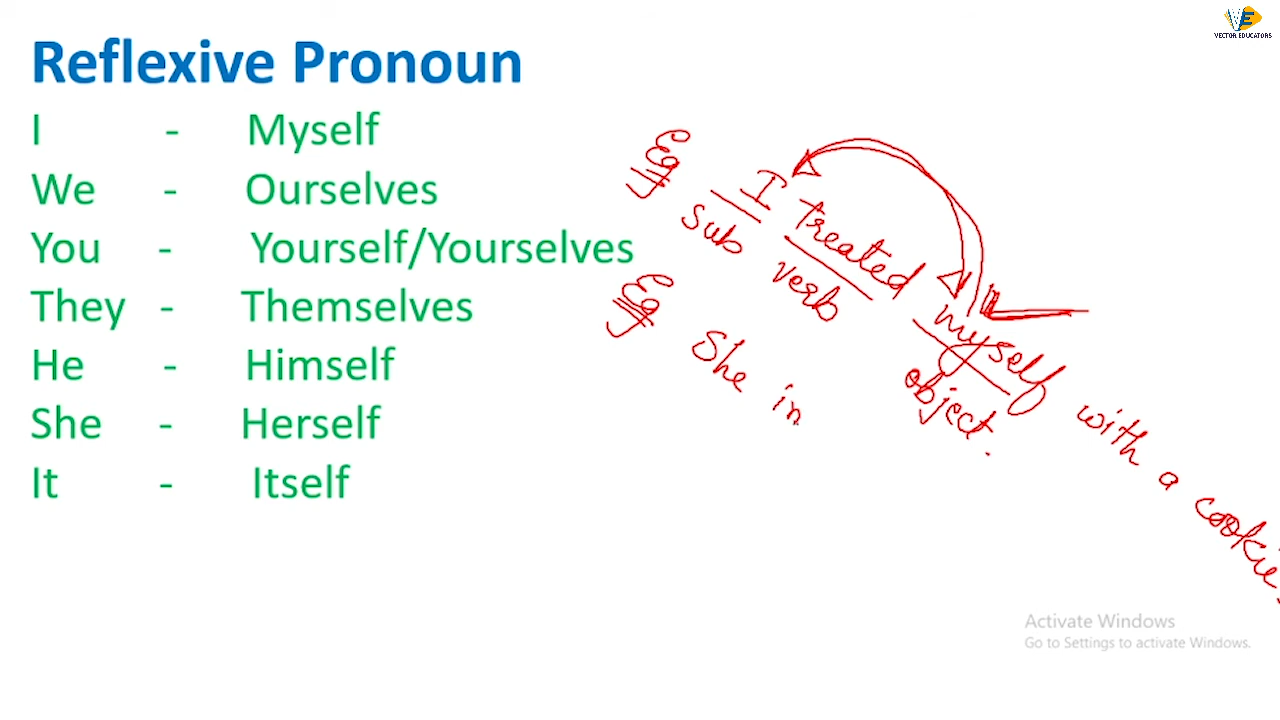 VECTOR EDUCATORS
Reflexive Pronoun
I - Myself
We - Ourselves
You - Yourself/Yourselves
They - Themselves
He - Himself
She - Herself
It - Itself
Eg I treated myself with a cookie.
sub verb object.
Eg She in
Activate Windows
Go to Settings to activate Windows.